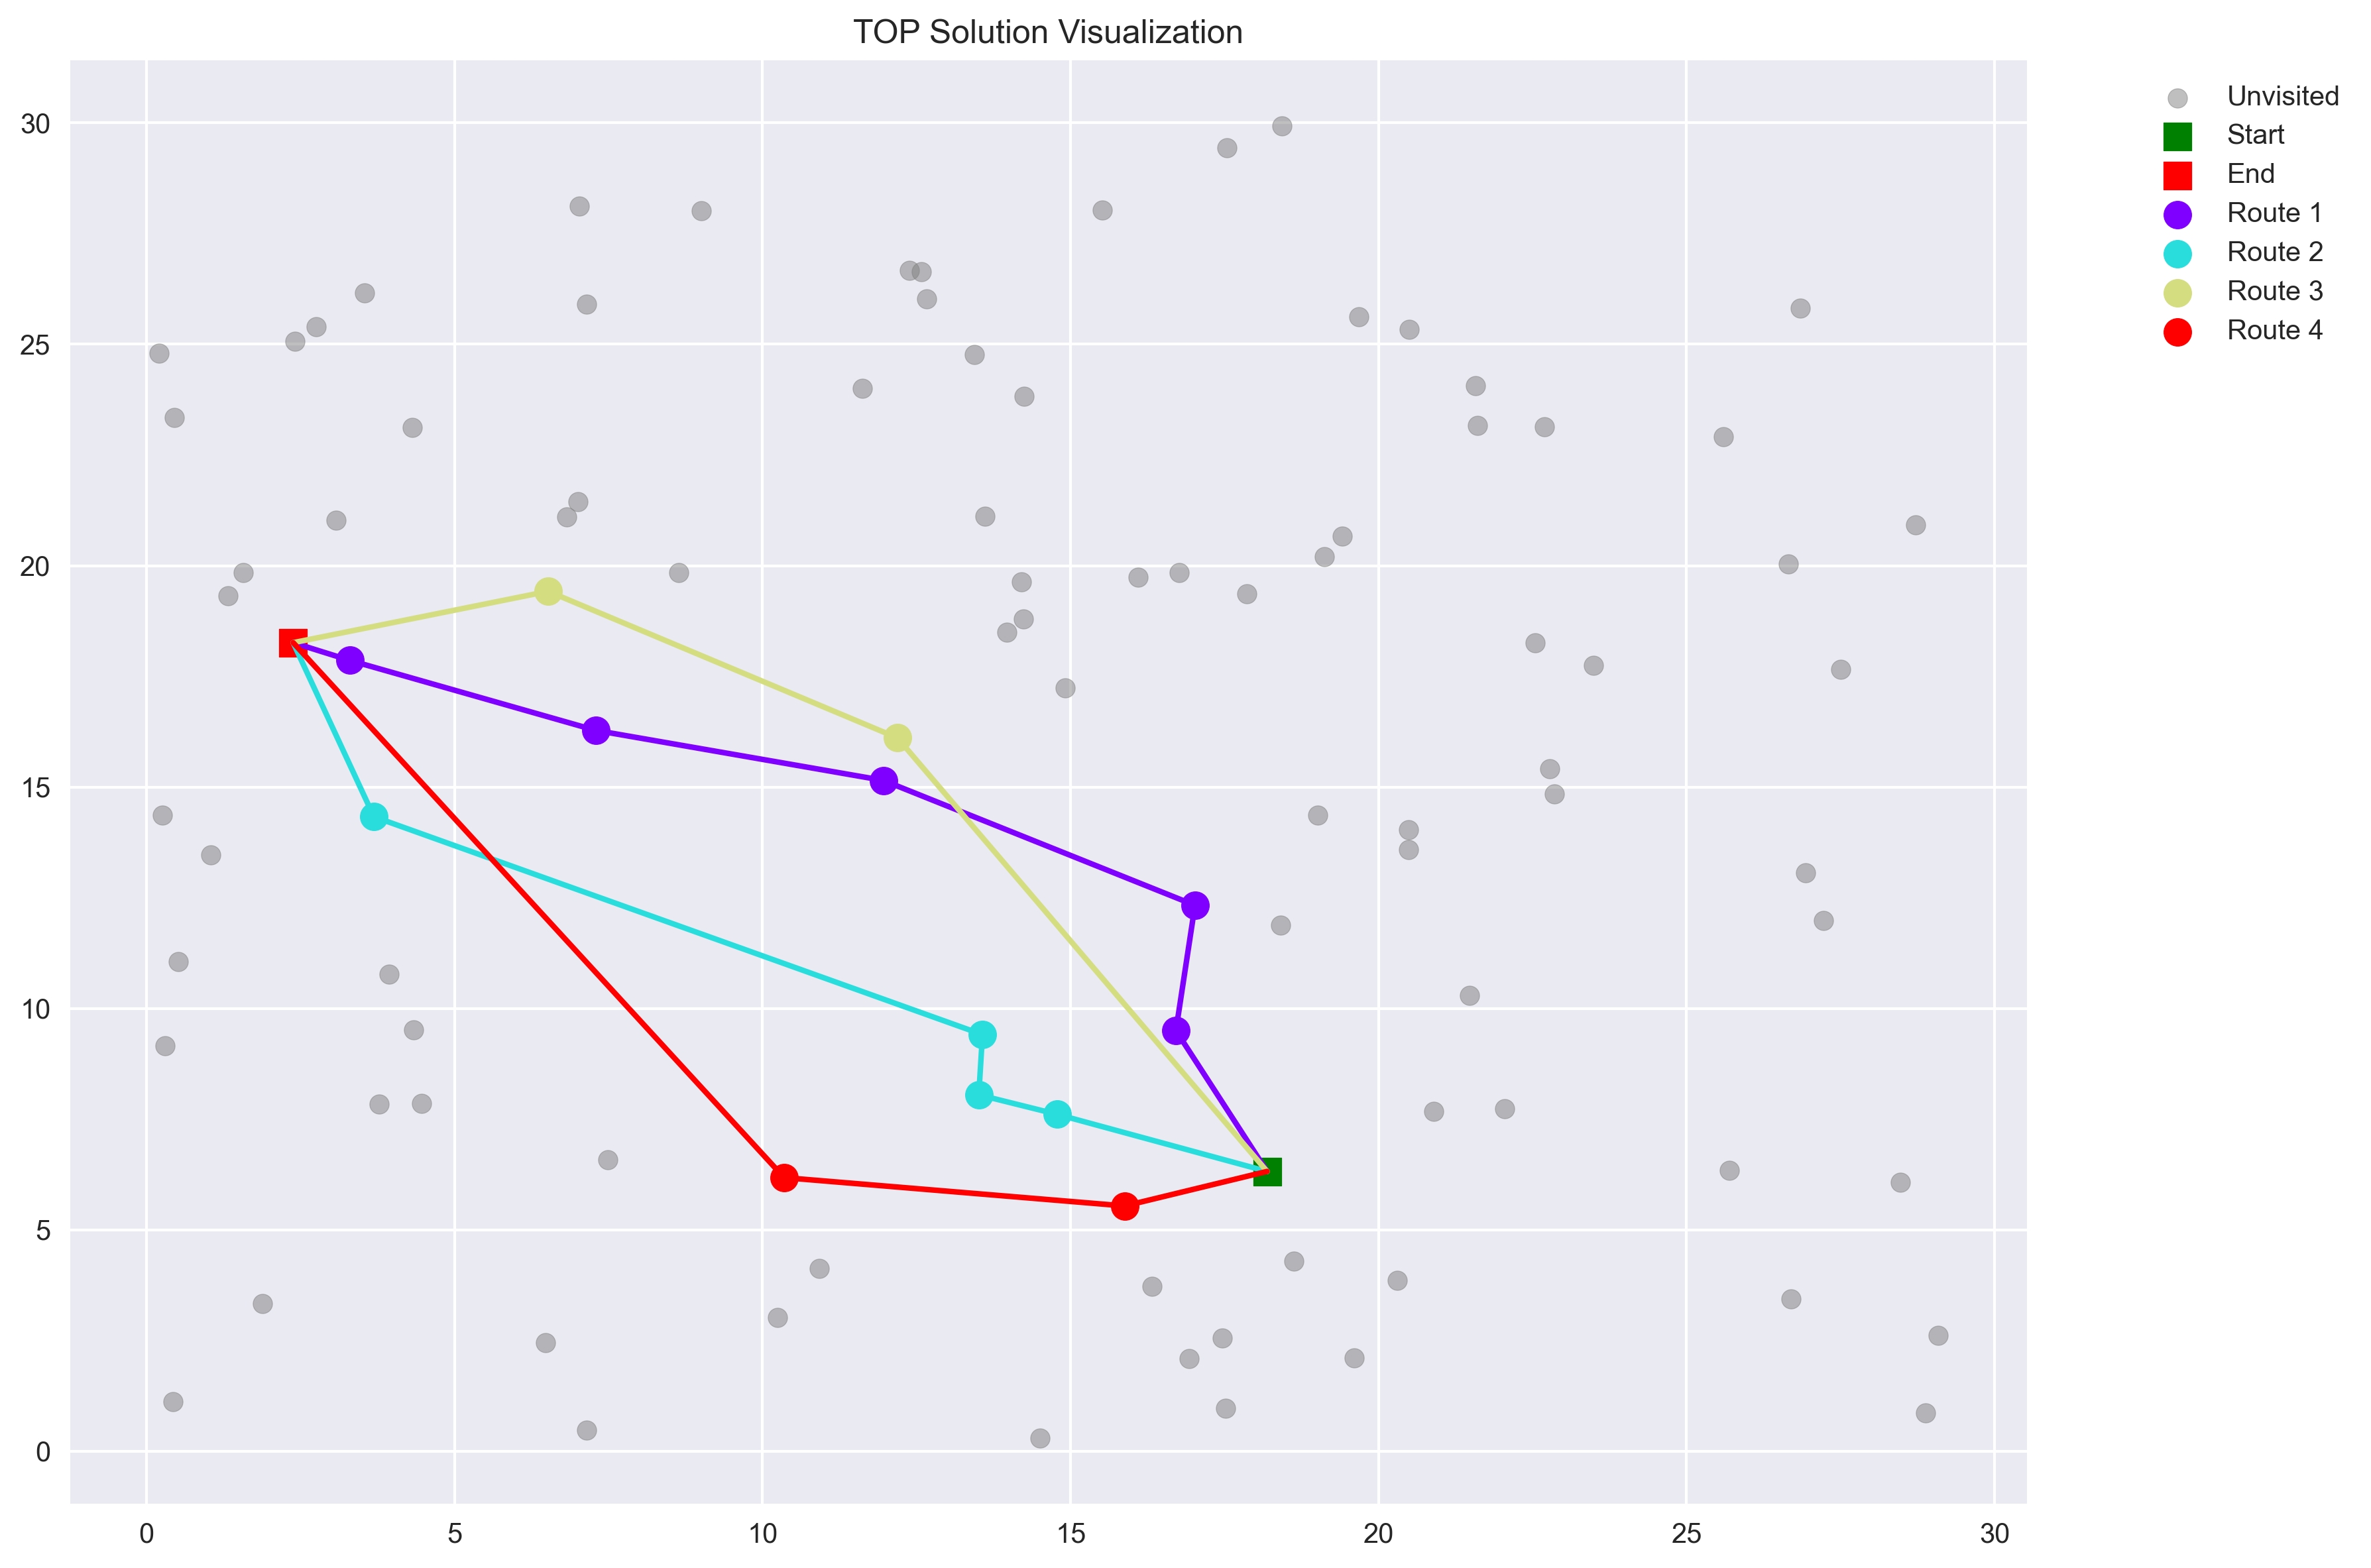 TOP Solution Visualization
Unvisited
Start
End
Route 1
Route 2
Route 3
Route 4
30
25
20
15
10
5
0
0 5 10 15 20 25 30